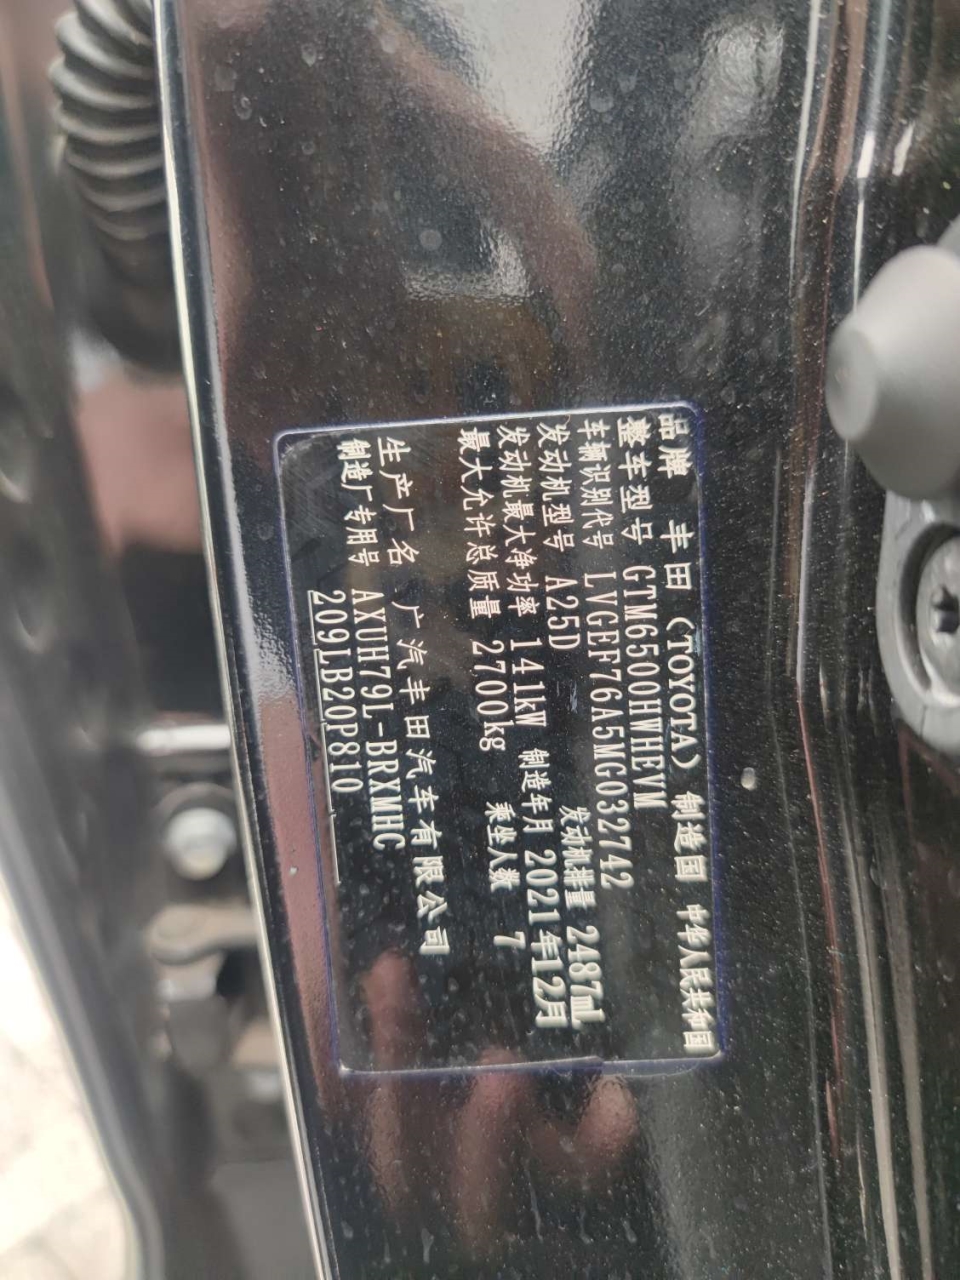 品牌 丰田（TOYOTA） 制造国 中华人民共和国
整车型号 GTM6500HWHEVM
车辆识别代号 LVGEF76A5MG032742
发动机型号 A25D 发动机排量 2487mL
发动机最大净功率 141kW 制造年月 2021年12月
最大允许总质量 2700kg 乘坐人数 7
生产厂名 广汽丰田汽车有限公司
制造厂专用号 AXUH79L-BRXMHC
209LB20P810